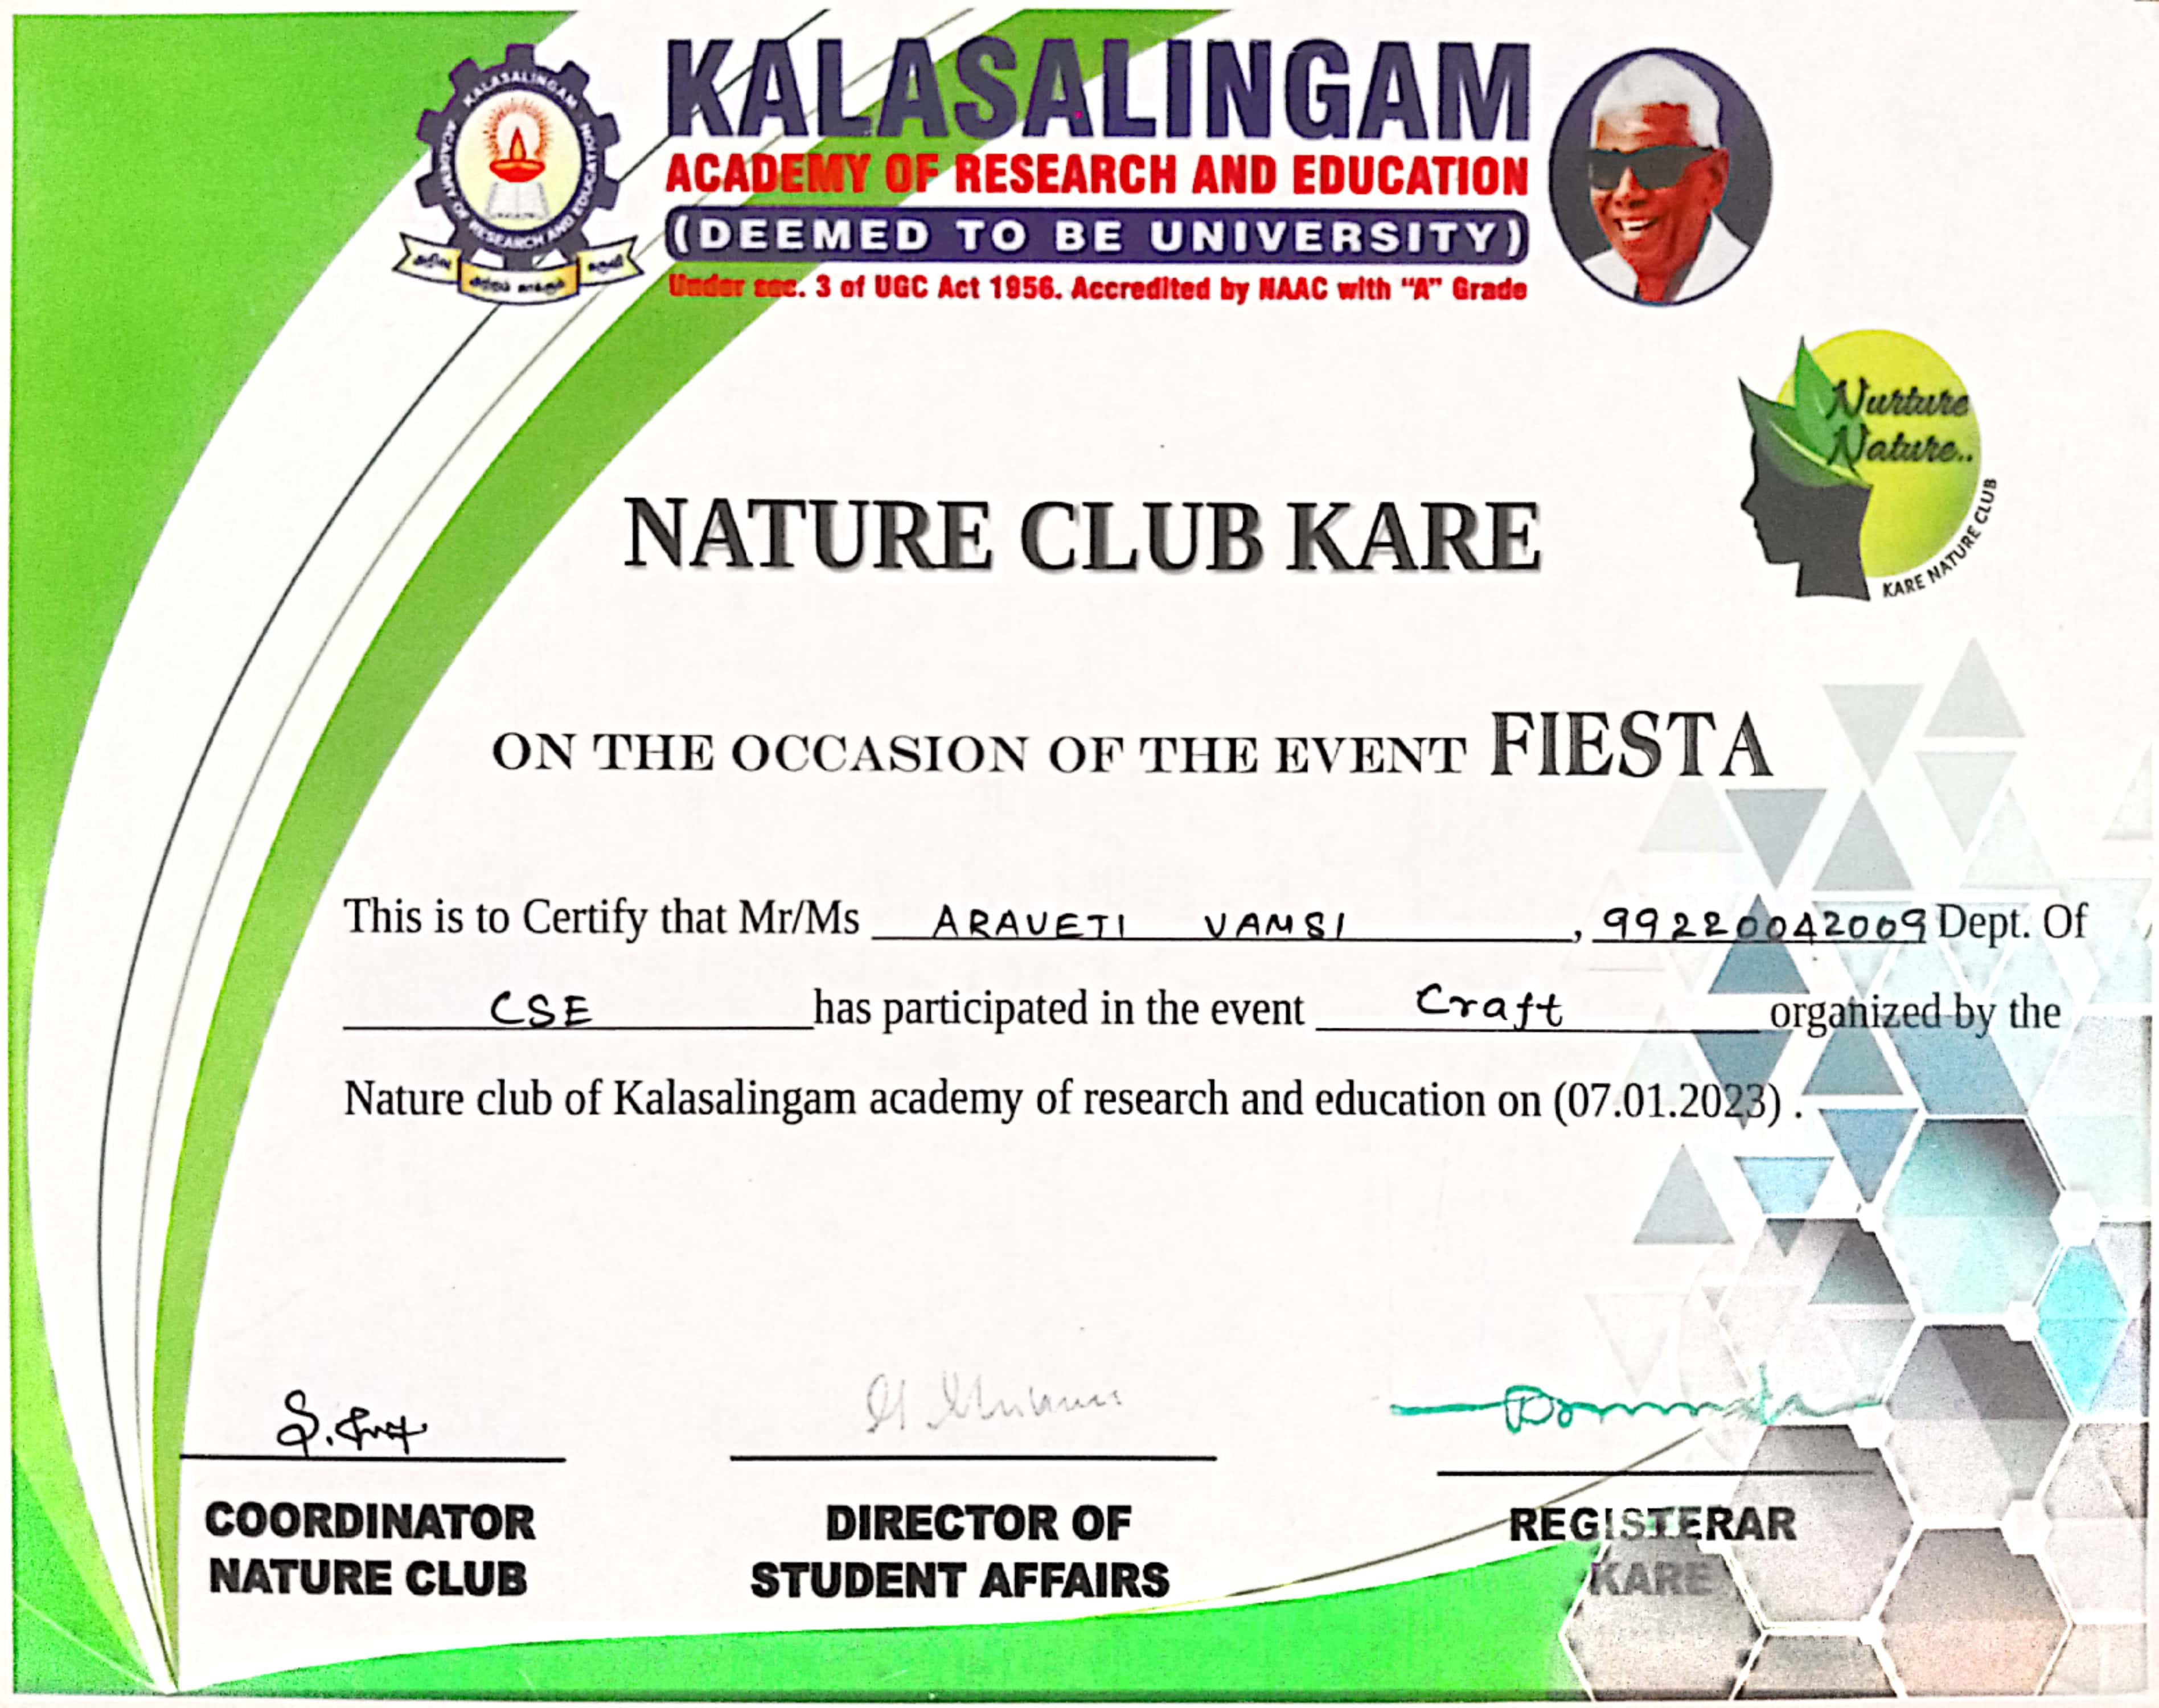 KALASALINGAM
ACADEMY OF RESEARCH AND EDUCATION
(DEEMED TO BE UNIVERSITY)
Under sec. 3 of UGC Act 1956. Accredited by NAAC with "A" Grade
KALASALINGAM ACADEMY OF RESEARCH AND EDUCATION
Nurture
Nature..
KARE NATURE CLUB
NATURE CLUB KARE
ON THE OCCASION OF THE EVENT FIESTA
This is to Certify that Mr/Ms ARAVETI VAMSI, 99220042009 Dept. Of
CSE has participated in the event Craft organized by the
Nature club of Kalasalingam academy of research and education on (07.01.2023) .
COORDINATOR
NATURE CLUB
DIRECTOR OF
STUDENT AFFAIRS
REGISTERAR
KARE